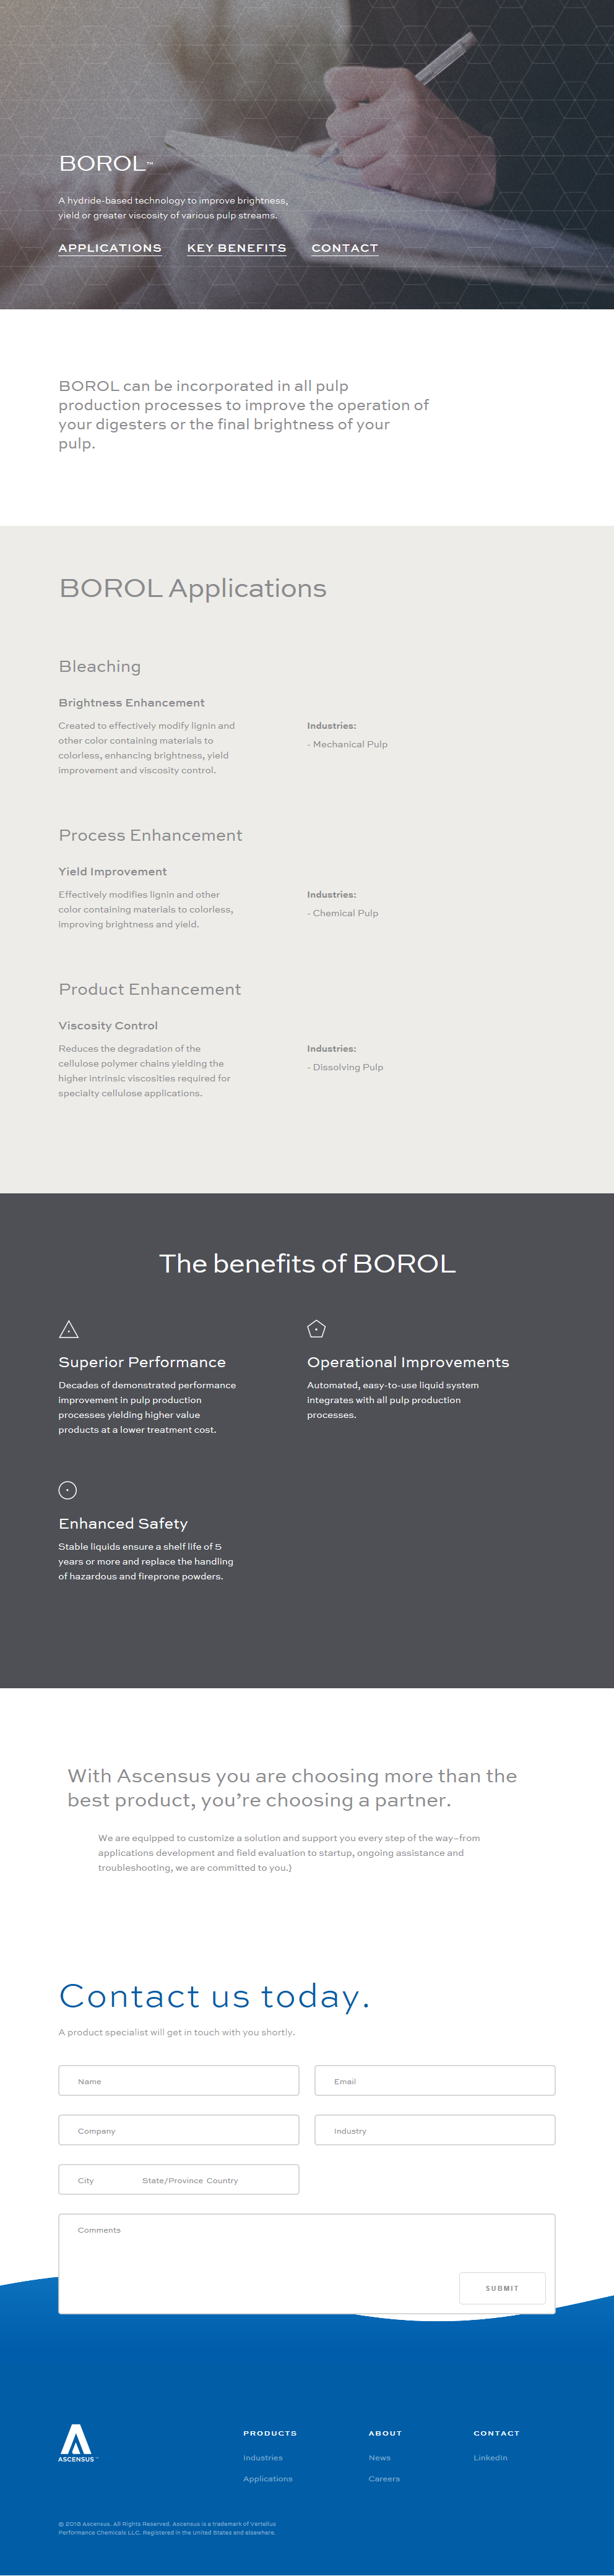 BOROL™
A hydride-based technology to improve brightness,
yield or greater viscosity of various pulp streams.
APPLICATIONS KEY BENEFITS CONTACT
BOROL can be incorporated in all pulp
production processes to improve the operation of
your digesters or the final brightness of your
pulp.
BOROL Applications
Bleaching
Brightness Enhancement
Created to effectively modify lignin and
other color containing materials to
colorless, enhancing brightness, yield
improvement and viscosity control.
Industries:
- Mechanical Pulp
Process Enhancement
Yield Improvement
Effectively modifies lignin and other
color containing materials to colorless,
improving brightness and yield.
Industries:
- Chemical Pulp
Product Enhancement
Viscosity Control
Reduces the degradation of the
cellulose polymer chains yielding the
higher intrinsic viscosities required for
specialty cellulose applications.
Industries:
- Dissolving Pulp
The benefits of BOROL
Superior Performance
Decades of demonstrated performance
improvement in pulp production
processes yielding higher value
products at a lower treatment cost.
Operational Improvements
Automated, easy-to-use liquid system
integrates with all pulp production
processes.
Enhanced Safety
Stable liquids ensure a shelf life of 5
years or more and replace the handling
of hazardous and fireprone powders.
With Ascensus you are choosing more than the
best product, you’re choosing a partner.
We are equipped to customize a solution and support you every step of the way–from
applications development and field evaluation to startup, ongoing assistance and
troubleshooting, we are committed to you.}
Contact us today.
A product specialist will get in touch with you shortly.
Name Email
Company Industry
City State/Province Country
Comments
SUBMIT
ASCENSUS™
PRODUCTS
Industries
Applications
ABOUT
News
Careers
CONTACT
LinkedIn
© 2016 Ascensus. All Rights Reserved. Ascensus is a trademark of Vertellus
Performance Chemicals LLC. Registered in the United States and elsewhere.